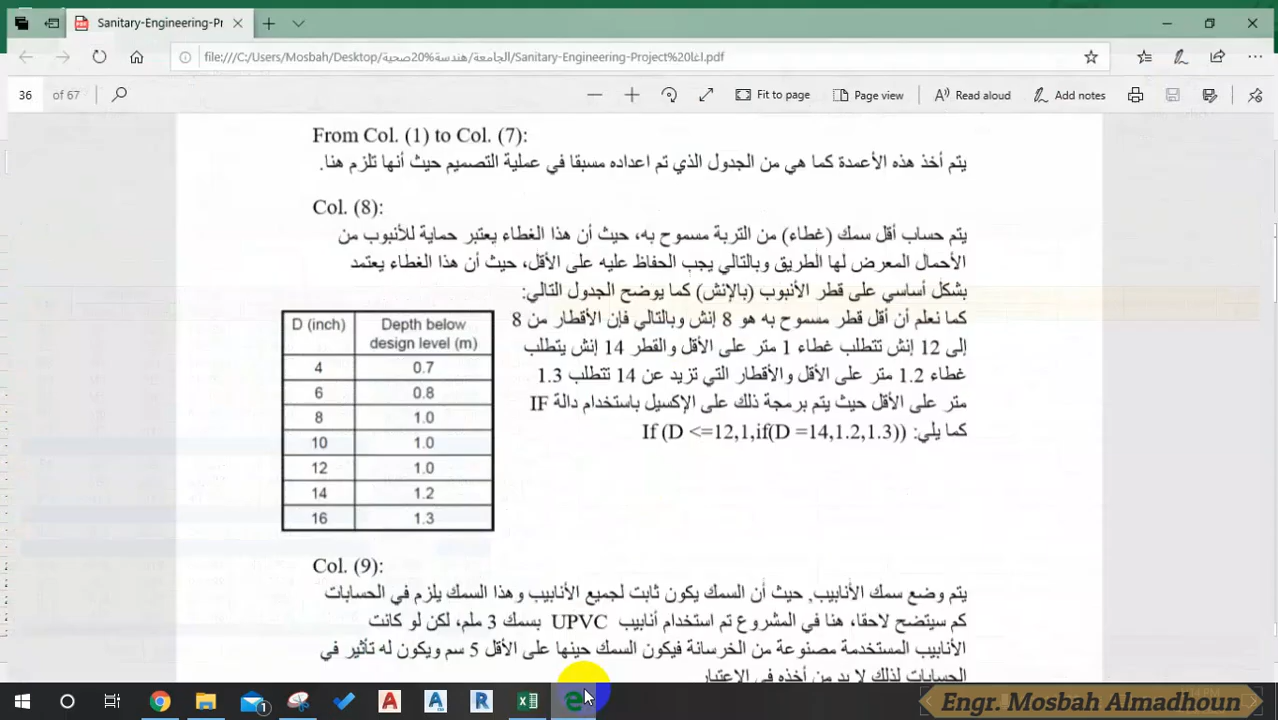 Sanitary-Engineering-Pr
file:///C:/Users/Mosbah/Desktop/هندسة%20صحية/الجامعة/Sanitary-Engineering-Project%20اغا.pdf
36 of 67
Fit to page
Page view
Read aloud
Add notes
From Col. (1) to Col. (7):
يتم أخذ هذه الأعمدة كما هي من الجدول الذي تم اعداده مسبقا في عملية التصميم حيث أنها تلزم هنا.
Col. (8):
يتم حساب أقل سمك (غطاء) من التربة مسموح به، حيث أن هذا الغطاء يعتبر حماية للأنبوب من
الأحمال المعرض لها الطريق وبالتالي يجب الحفاظ عليه على الأقل، حيث أن هذا الغطاء يعتمد
بشكل أساسي على قطر الأنبوب (بالإنش) كما يوضح الجدول التالي:
كما نعلم أن أقل قطر مسموح به هو 8 إنش وبالتالي فإن الأقطار من 8
إلى 12 إنش تتطلب غطاء 1 متر على الأقل والقطر 14 إنش يتطلب
غطاء 1.2 متر على الأقل والأقطار التي تزيد عن 14 تتطلب 1.3
متر على الأقل حيث يتم برمجة ذلك على الإكسيل باستخدام دالة IF
كما يلي: If (D <=12,1,if(D =14,1.2,1.3))
D (inch) Depth below design level (m)
4 0.7
6 0.8
8 1.0
10 1.0
12 1.0
14 1.2
16 1.3
Col. (9):
يتم وضع سمك الأنابيب, حيث أن السمك يكون ثابت لجميع الأنابيب وهذا السمك يلزم في الحسابات
كم سيتضح لاحقا، هنا في المشروع تم استخدام أنابيب UPVC بسمك 3 ملم، لكن لو كانت
الأنابيب المستخدمة مصنوعة من الخرسانة فيكون السمك حينها على الأقل 5 سم ويكون له تأثير في
الحسابات لذلك لا بد من أخذه في الاعتبار
Engr. Mosbah Almadhoun